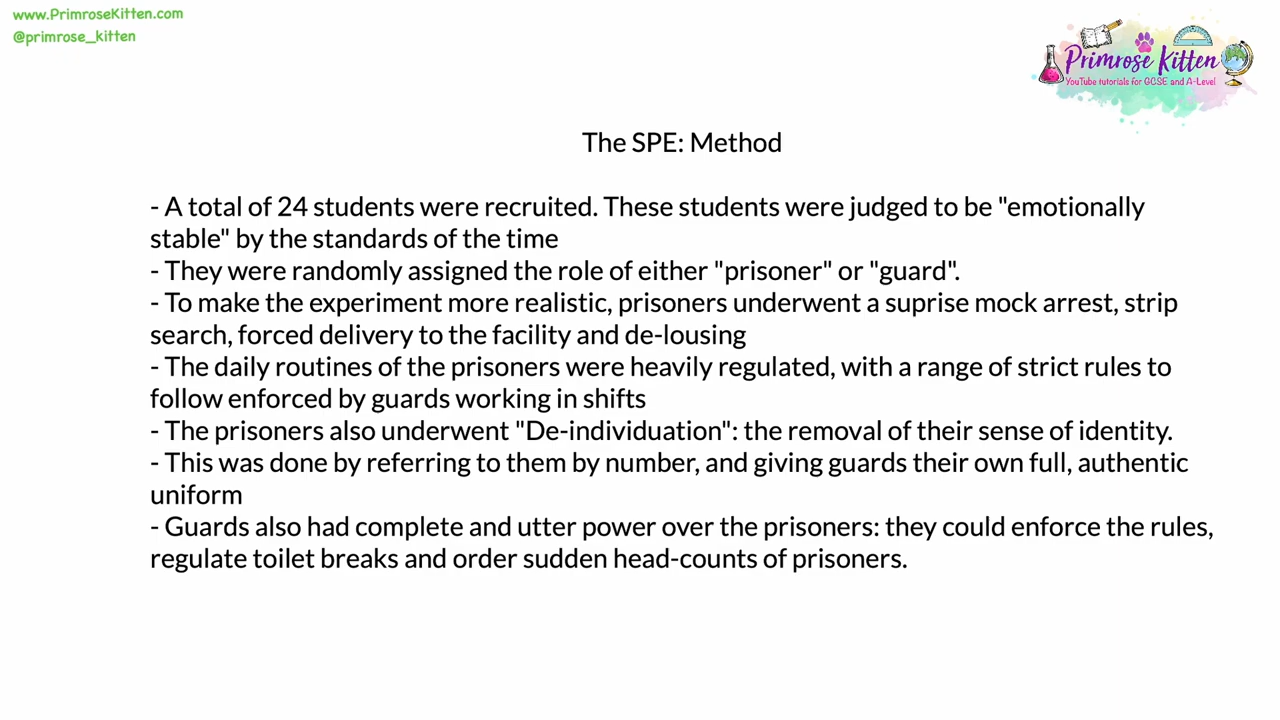 www.PrimroseKitten.com
@primrose_kitten
Primrose Kitten
YouTube tutorials for GCSE and A-Level
The SPE: Method
- A total of 24 students were recruited. These students were judged to be "emotionally
stable" by the standards of the time
- They were randomly assigned the role of either "prisoner" or "guard".
- To make the experiment more realistic, prisoners underwent a suprise mock arrest, strip
search, forced delivery to the facility and de-lousing
- The daily routines of the prisoners were heavily regulated, with a range of strict rules to
follow enforced by guards working in shifts
- The prisoners also underwent "De-individuation": the removal of their sense of identity.
- This was done by referring to them by number, and giving guards their own full, authentic
uniform
- Guards also had complete and utter power over the prisoners: they could enforce the rules,
regulate toilet breaks and order sudden head-counts of prisoners.